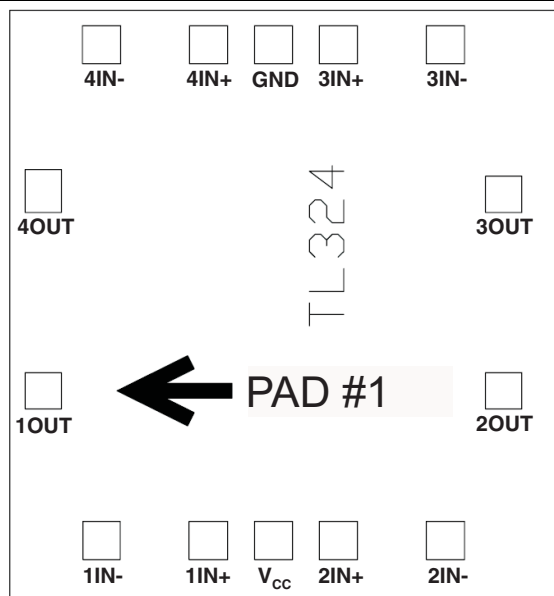 4IN- 4IN+ GND 3IN+ 3IN-
4OUT 3OUT
TL324
PAD #1
1OUT 2OUT
1IN- 1IN+ VCC 2IN+ 2IN-